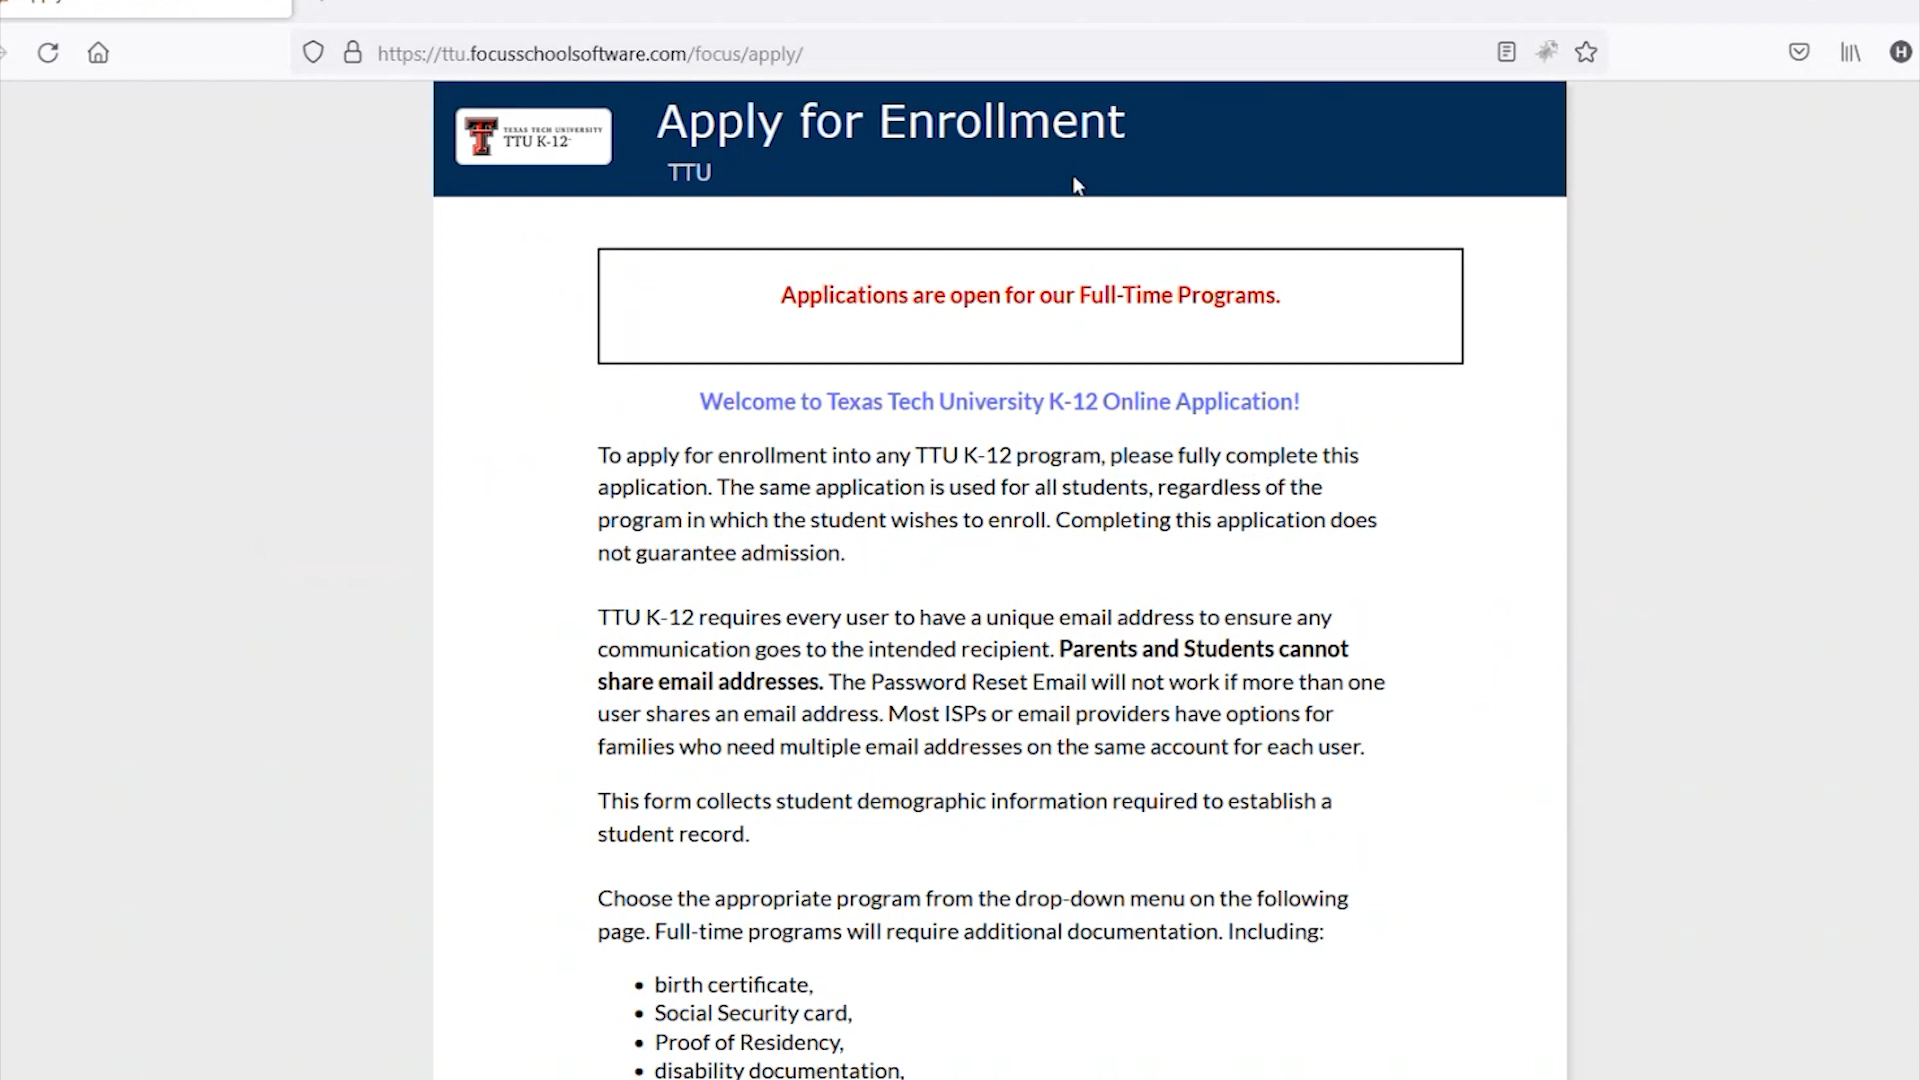 https://ttu.focusschoolsoftware.com/focus/apply/
H
TEXAS TECH UNIVERSITY
TTU K-12
Apply for Enrollment
TTU
Applications are open for our Full-Time Programs.
Welcome to Texas Tech University K-12 Online Application!
To apply for enrollment into any TTU K-12 program, please fully complete this
application. The same application is used for all students, regardless of the
program in which the student wishes to enroll. Completing this application does
not guarantee admission.
TTU K-12 requires every user to have a unique email address to ensure any
communication goes to the intended recipient. Parents and Students cannot
share email addresses. The Password Reset Email will not work if more than one
user shares an email address. Most ISPs or email providers have options for
families who need multiple email addresses on the same account for each user.
This form collects student demographic information required to establish a
student record.
Choose the appropriate program from the drop-down menu on the following
page. Full-time programs will require additional documentation. Including:
• birth certificate,
• Social Security card,
• Proof of Residency,
• disability documentation,